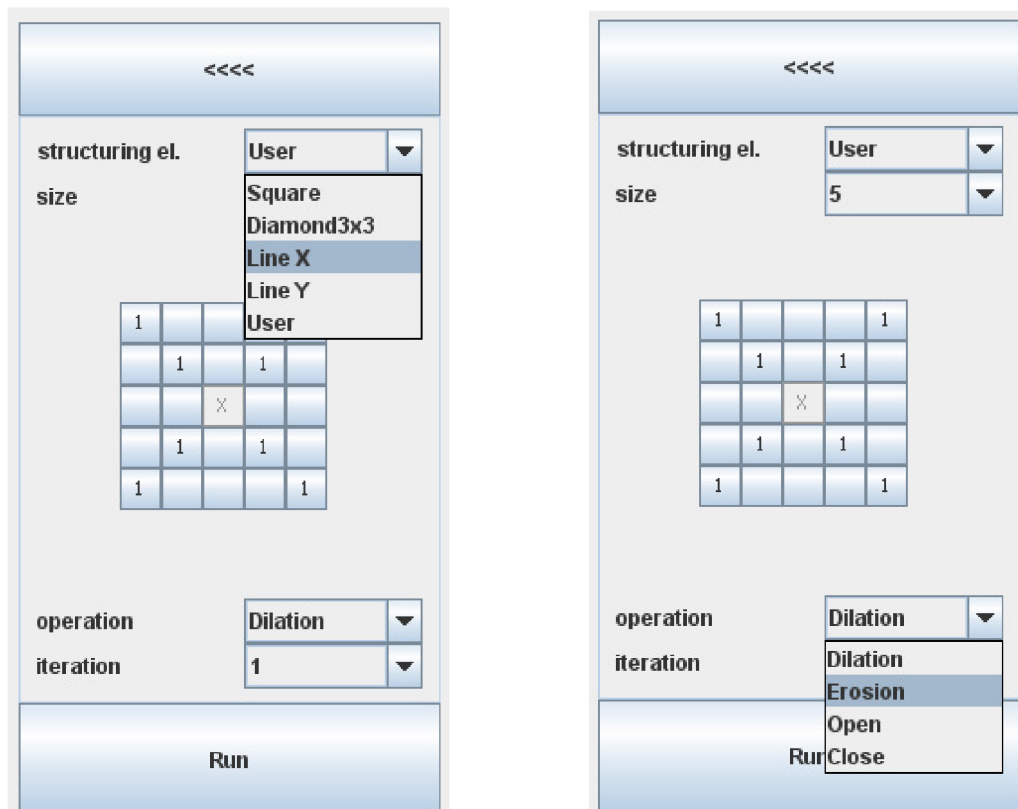 <<<<
structuring el. User
size
Square
Diamond3x3
Line X
Line Y
User
1
1 1
X
1 1
1 1
operation Dilation
iteration 1
Run
<<<<
structuring el. User
size 5
1 1
1 1
X
1 1
1 1
operation Dilation
iteration
Dilation
Erosion
Open
Close
Run